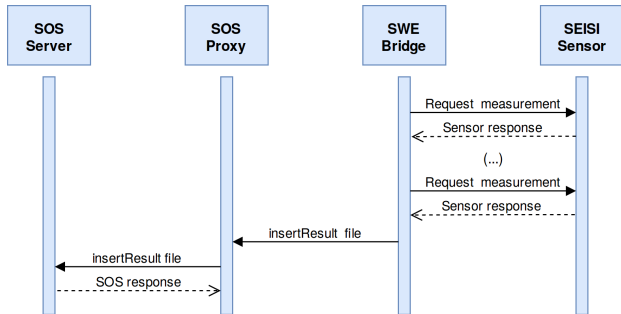 SOS
Server
SOS
Proxy
SWE
Bridge
SEISI
Sensor
Request measurement
Sensor response
(...)
Request measurement
Sensor response
insertResult file
insertResult file
SOS response